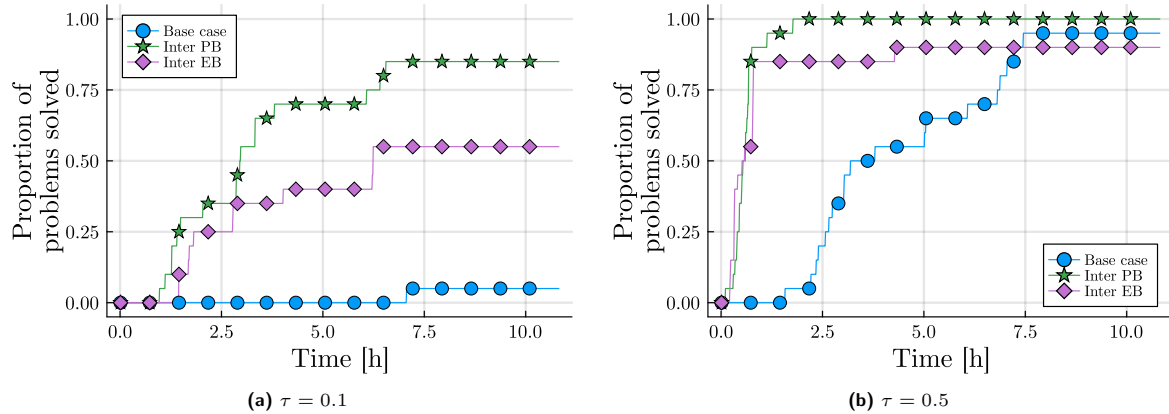 Proportion of
problems solved
1.00
0.75
0.50
0.25
0.00
Base case
Inter PB
Inter EB
0.0
2.5
5.0
7.5
10.0
Time [h]
(a) τ = 0.1
Proportion of
problems solved
1.00
0.75
0.50
0.25
0.00
Base case
Inter PB
Inter EB
0.0
2.5
5.0
7.5
10.0
Time [h]
(b) τ = 0.5